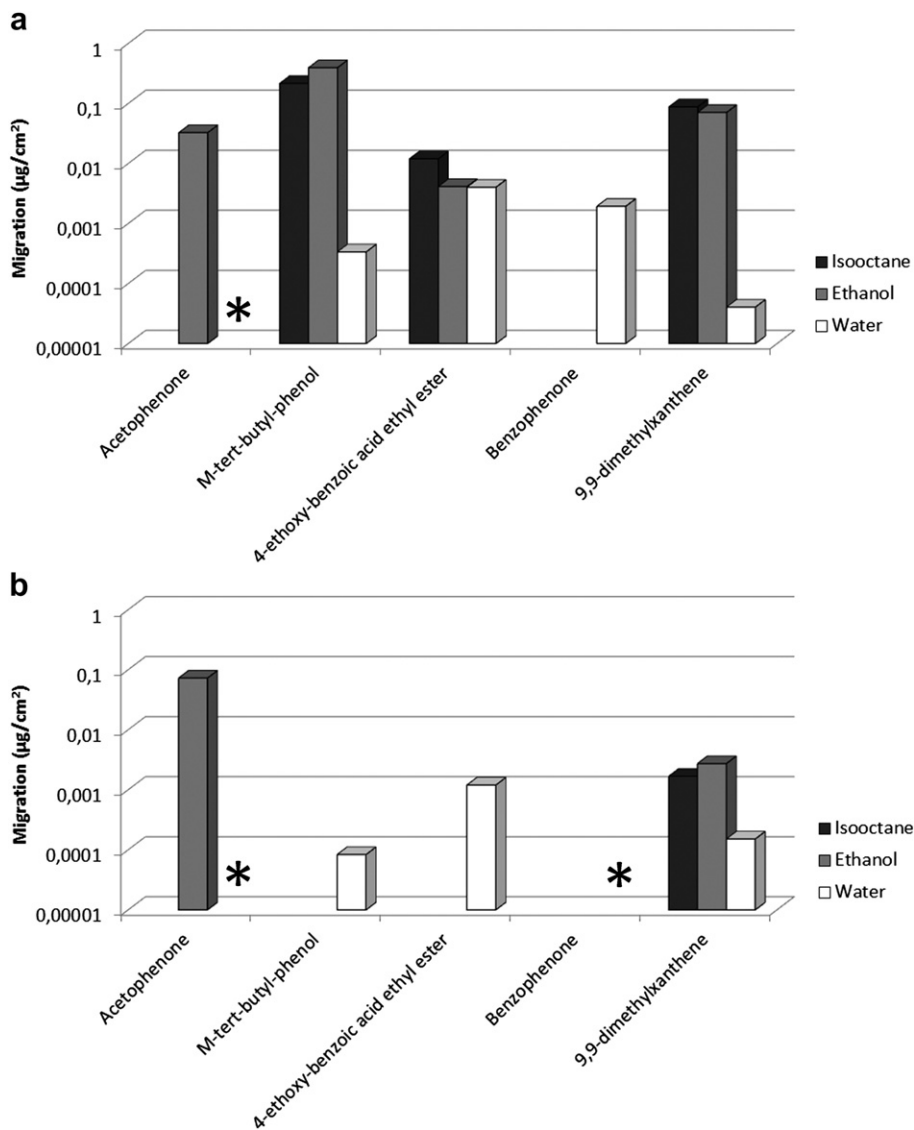 a
Migration (µg/cm²)
1
0,1
0,01
0,001
0,0001
0,00001
*
Acetophenone
M-tert-butyl-phenol
4-ethoxy-benzoic acid ethyl ester
Benzophenone
9,9-dimethylxanthene
Isooctane
Ethanol
Water
b
Migration (µg/cm²)
1
0,1
0,01
0,001
0,0001
0,00001
*
*
Acetophenone
M-tert-butyl-phenol
4-ethoxy-benzoic acid ethyl ester
Benzophenone
9,9-dimethylxanthene
Isooctane
Ethanol
Water